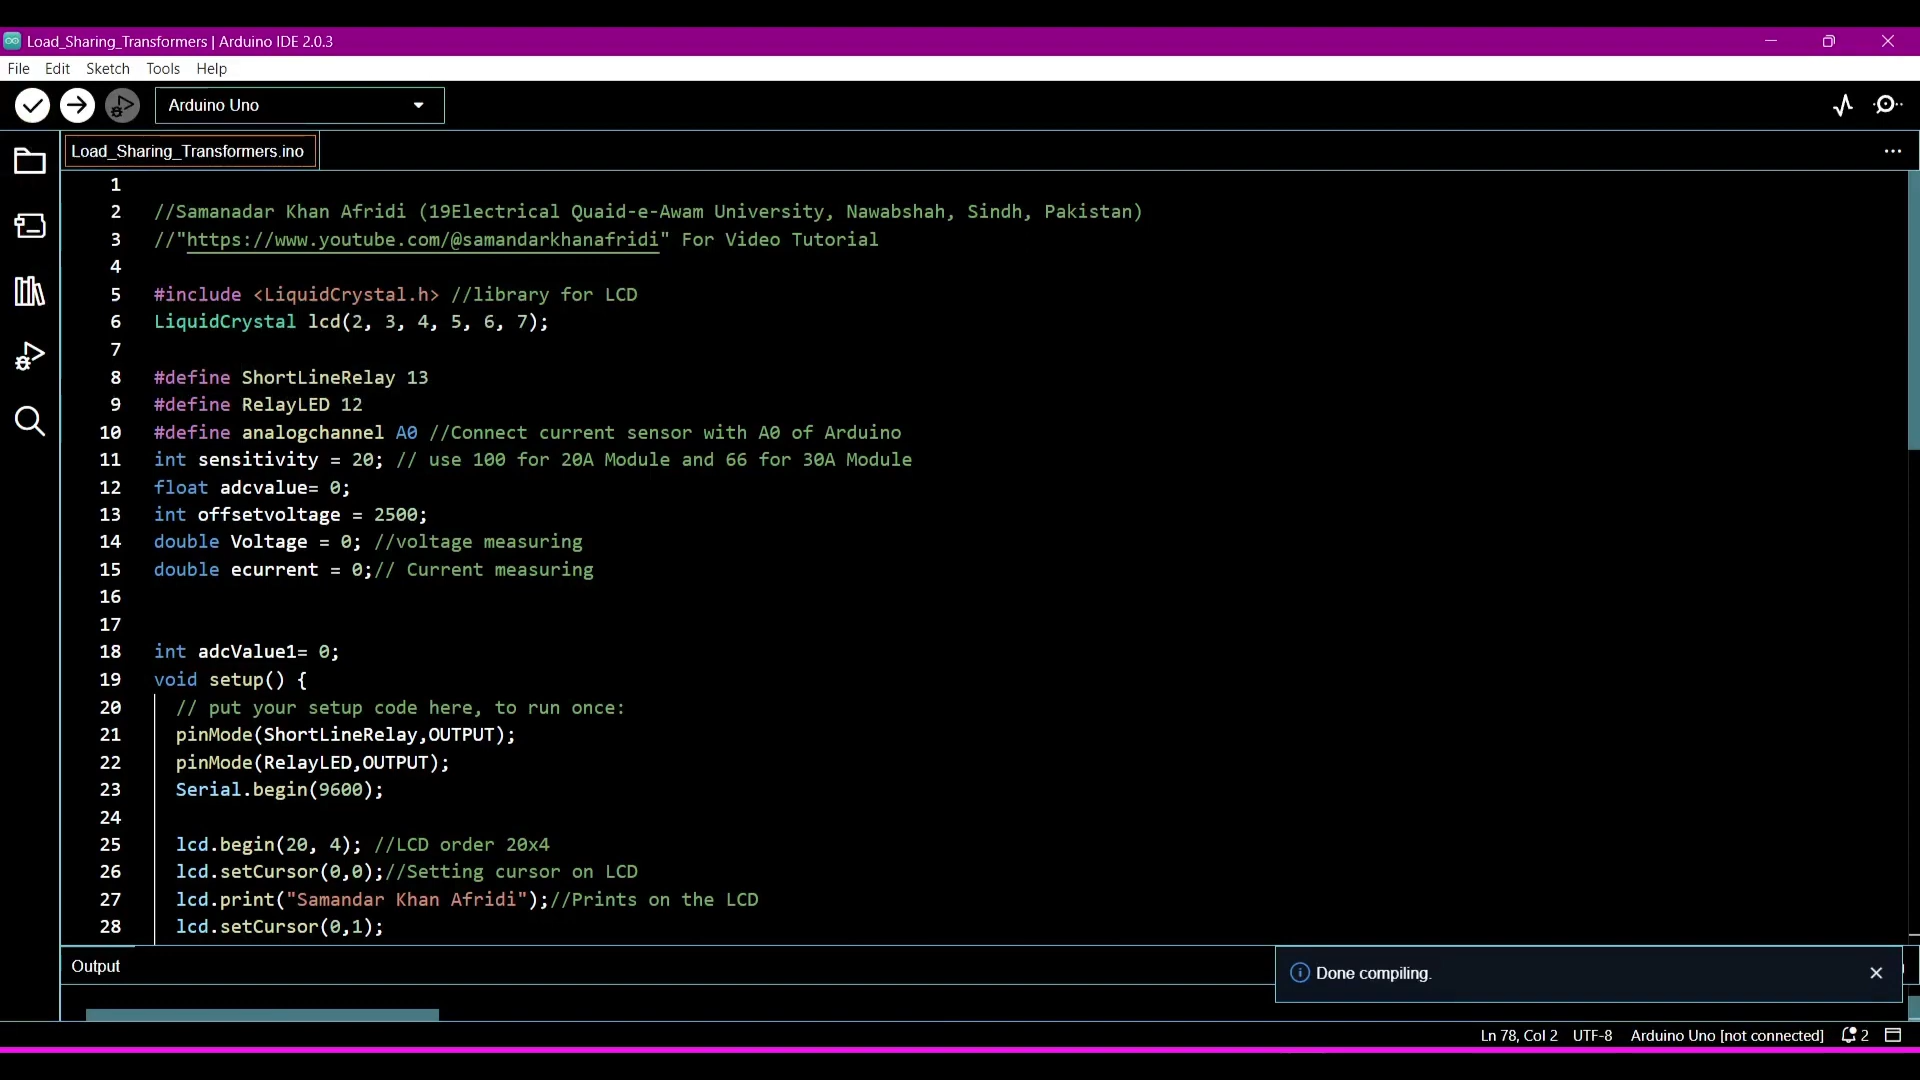 Load_Sharing_Transformers | Arduino IDE 2.0.3
File Edit Sketch Tools Help
Arduino Uno
Load_Sharing_Transformers.ino
1
2 //Samanadar Khan Afridi (19Electrical Quaid-e-Awam University, Nawabshah, Sindh, Pakistan)
3 //"https://www.youtube.com/@samandarkhanafridi" For Video Tutorial
4
5 #include <LiquidCrystal.h> //library for LCD
6 LiquidCrystal lcd(2, 3, 4, 5, 6, 7);
7
8 #define ShortLineRelay 13
9 #define RelayLED 12
10 #define analogchannel A0 //Connect current sensor with A0 of Arduino
11 int sensitivity = 20; // use 100 for 20A Module and 66 for 30A Module
12 float adcvalue= 0;
13 int offsetvoltage = 2500;
14 double Voltage = 0; //voltage measuring
15 double ecurrent = 0;// Current measuring
16
17
18 int adcValue1= 0;
19 void setup() {
20 // put your setup code here, to run once:
21 pinMode(ShortLineRelay,OUTPUT);
22 pinMode(RelayLED,OUTPUT);
23 Serial.begin(9600);
24
25 lcd.begin(20, 4); //LCD order 20x4
26 lcd.setCursor(0,0);//Setting cursor on LCD
27 lcd.print("Samandar Khan Afridi");//Prints on the LCD
28 lcd.setCursor(0,1);
Output
Done compiling.
Ln 78, Col 2 UTF-8 Arduino Uno [not connected] 2